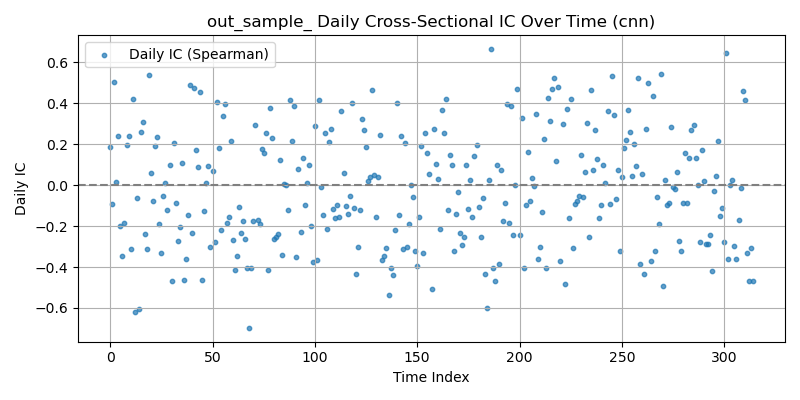 out_sample_ Daily Cross-Sectional IC Over Time (cnn)
Daily IC (Spearman)
Daily IC
0.6
0.4
0.2
0.0
−0.2
−0.4
−0.6
0 50 100 150 200 250 300
Time Index